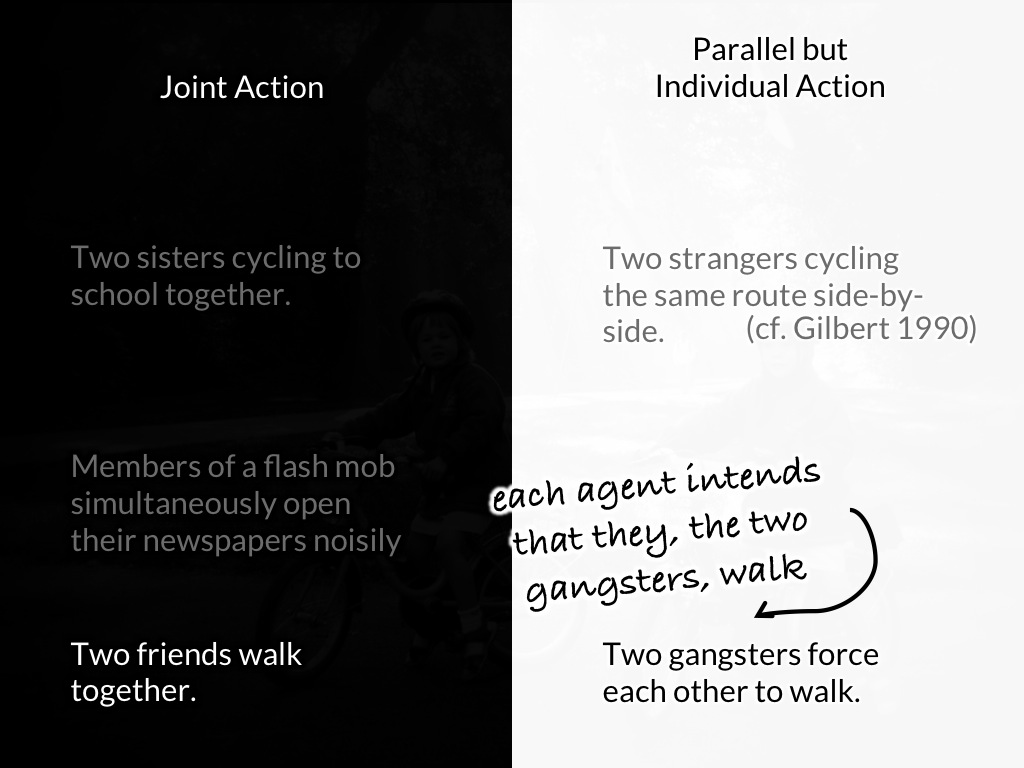 Joint Action
Two sisters cycling to
school together.
Members of a flash mob
simultaneously open
their newspapers noisily
Two friends walk
together.
Parallel but
Individual Action
Two strangers cycling
the same route side-by-
side.
(cf. Gilbert 1990)
each agent intends
that they, the two
gangsters, walk
Two gangsters force
each other to walk.